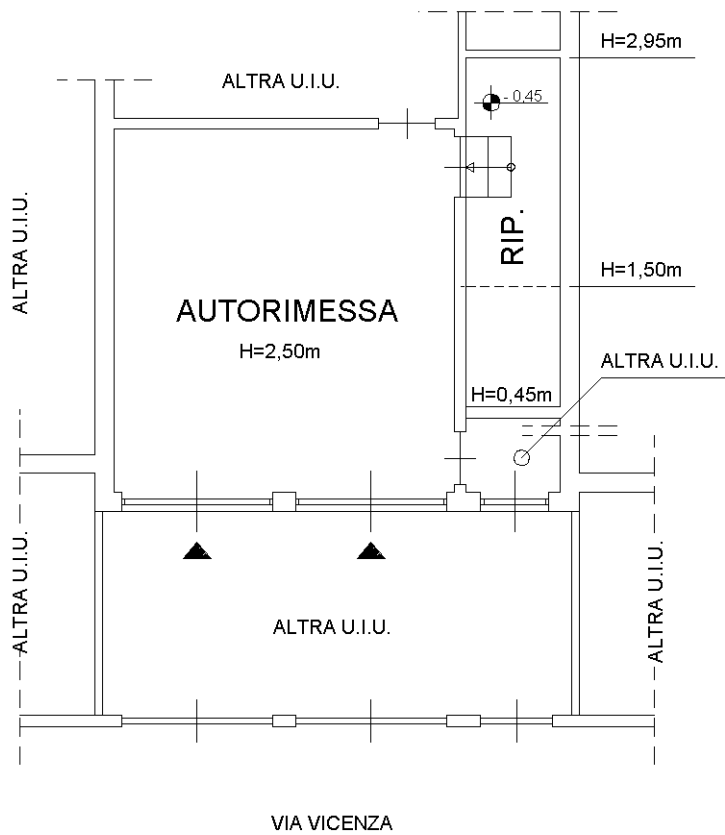 H=2,95m
ALTRA U.I.U.
- 0,45
ALTRA U.I.U.
RIP.
H=1,50m
AUTORIMESSA
H=2,50m
ALTRA U.I.U.
H=0,45m
ALTRA U.I.U.
ALTRA U.I.U.
ALTRA U.I.U.
VIA VICENZA